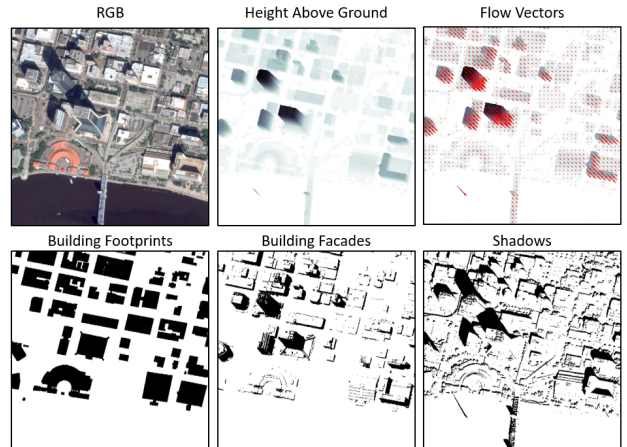 RGB
Height Above Ground
Flow Vectors
Building Footprints
Building Facades
Shadows